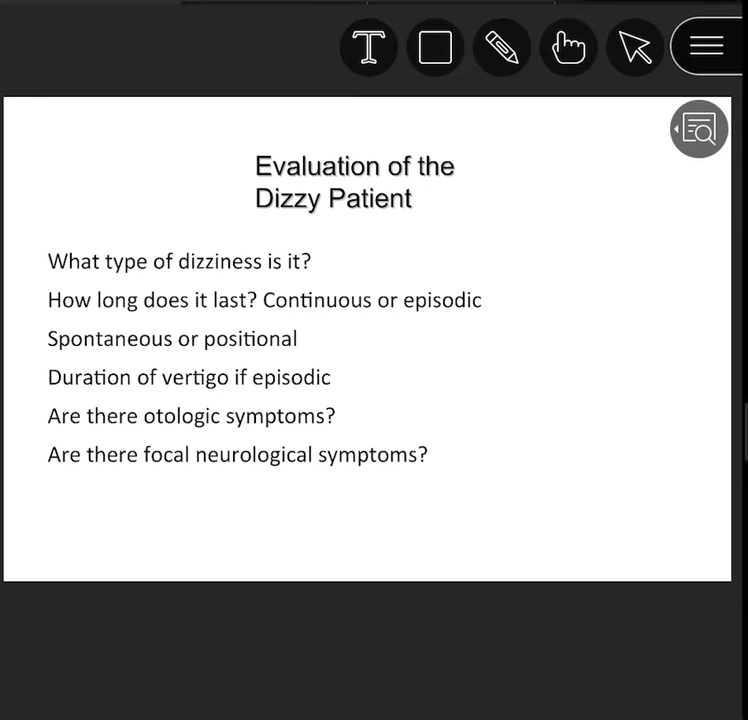 Evaluation of the
Dizzy Patient
What type of dizziness is it?
How long does it last? Continuous or episodic
Spontaneous or positional
Duration of vertigo if episodic
Are there otologic symptoms?
Are there focal neurological symptoms?